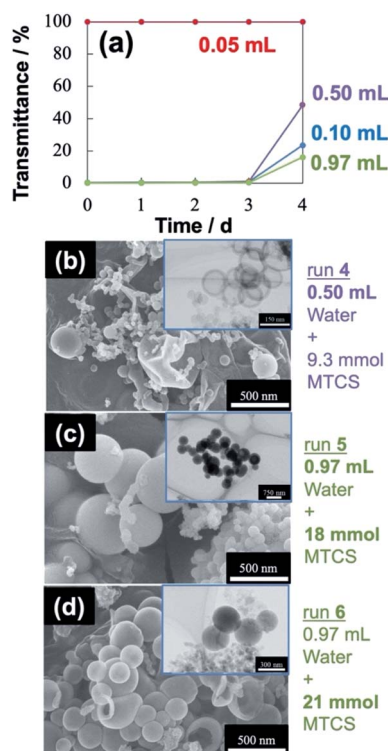 (a)
Transmittance / %
100
80
60
40
20
0
0.05 mL
0.50 mL
0.10 mL
0.97 mL
0 1 2 3 4
Time / d
(b)
150 nm
500 nm
run 4
0.50 mL
Water
+
9.3 mmol
MTCS
(c)
750 nm
500 nm
run 5
0.97 mL
Water
+
18 mmol
MTCS
(d)
300 nm
500 nm
run 6
0.97 mL
Water
+
21 mmol
MTCS